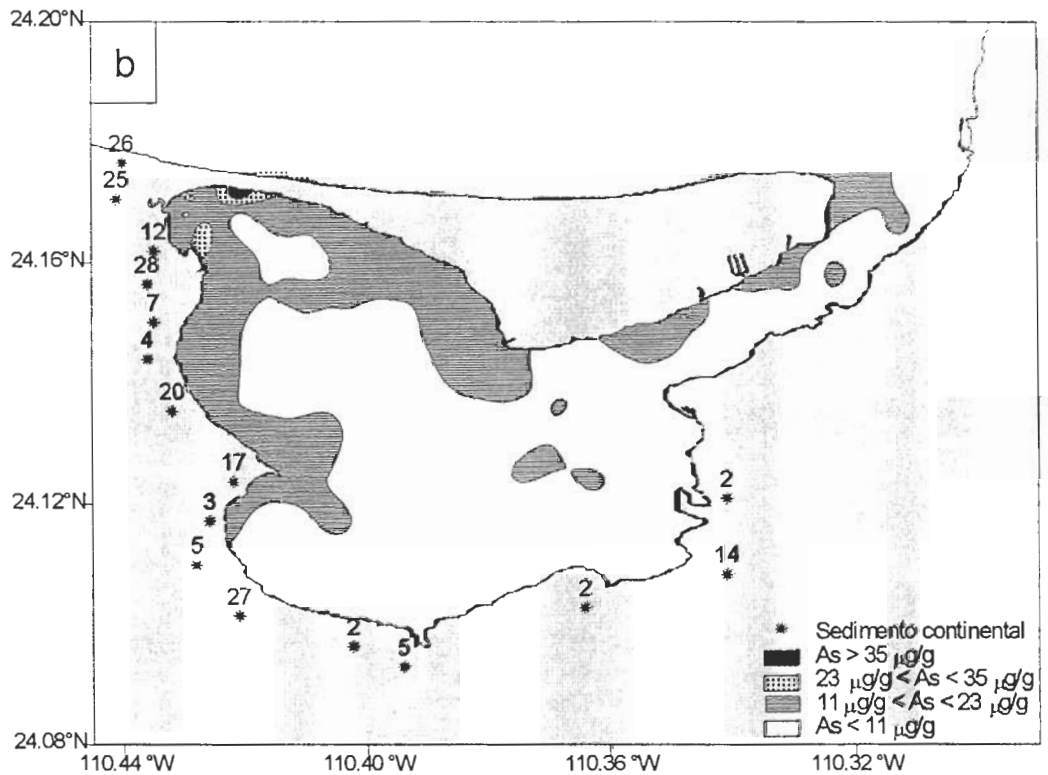 24.20°N
b
26
25
12
24.16°N
28
7
4
20
17
24.12°N
2
3
5
14
27
2
2
5
Sedimento continental
As > 35 µg/g
23 µg/g < As < 35 µg/g
11 µg/g < As < 23 µg/g
As < 11 µg/g
24.08°N
110.44 °W 110.40 °W 110.36 °W 110.32 °W